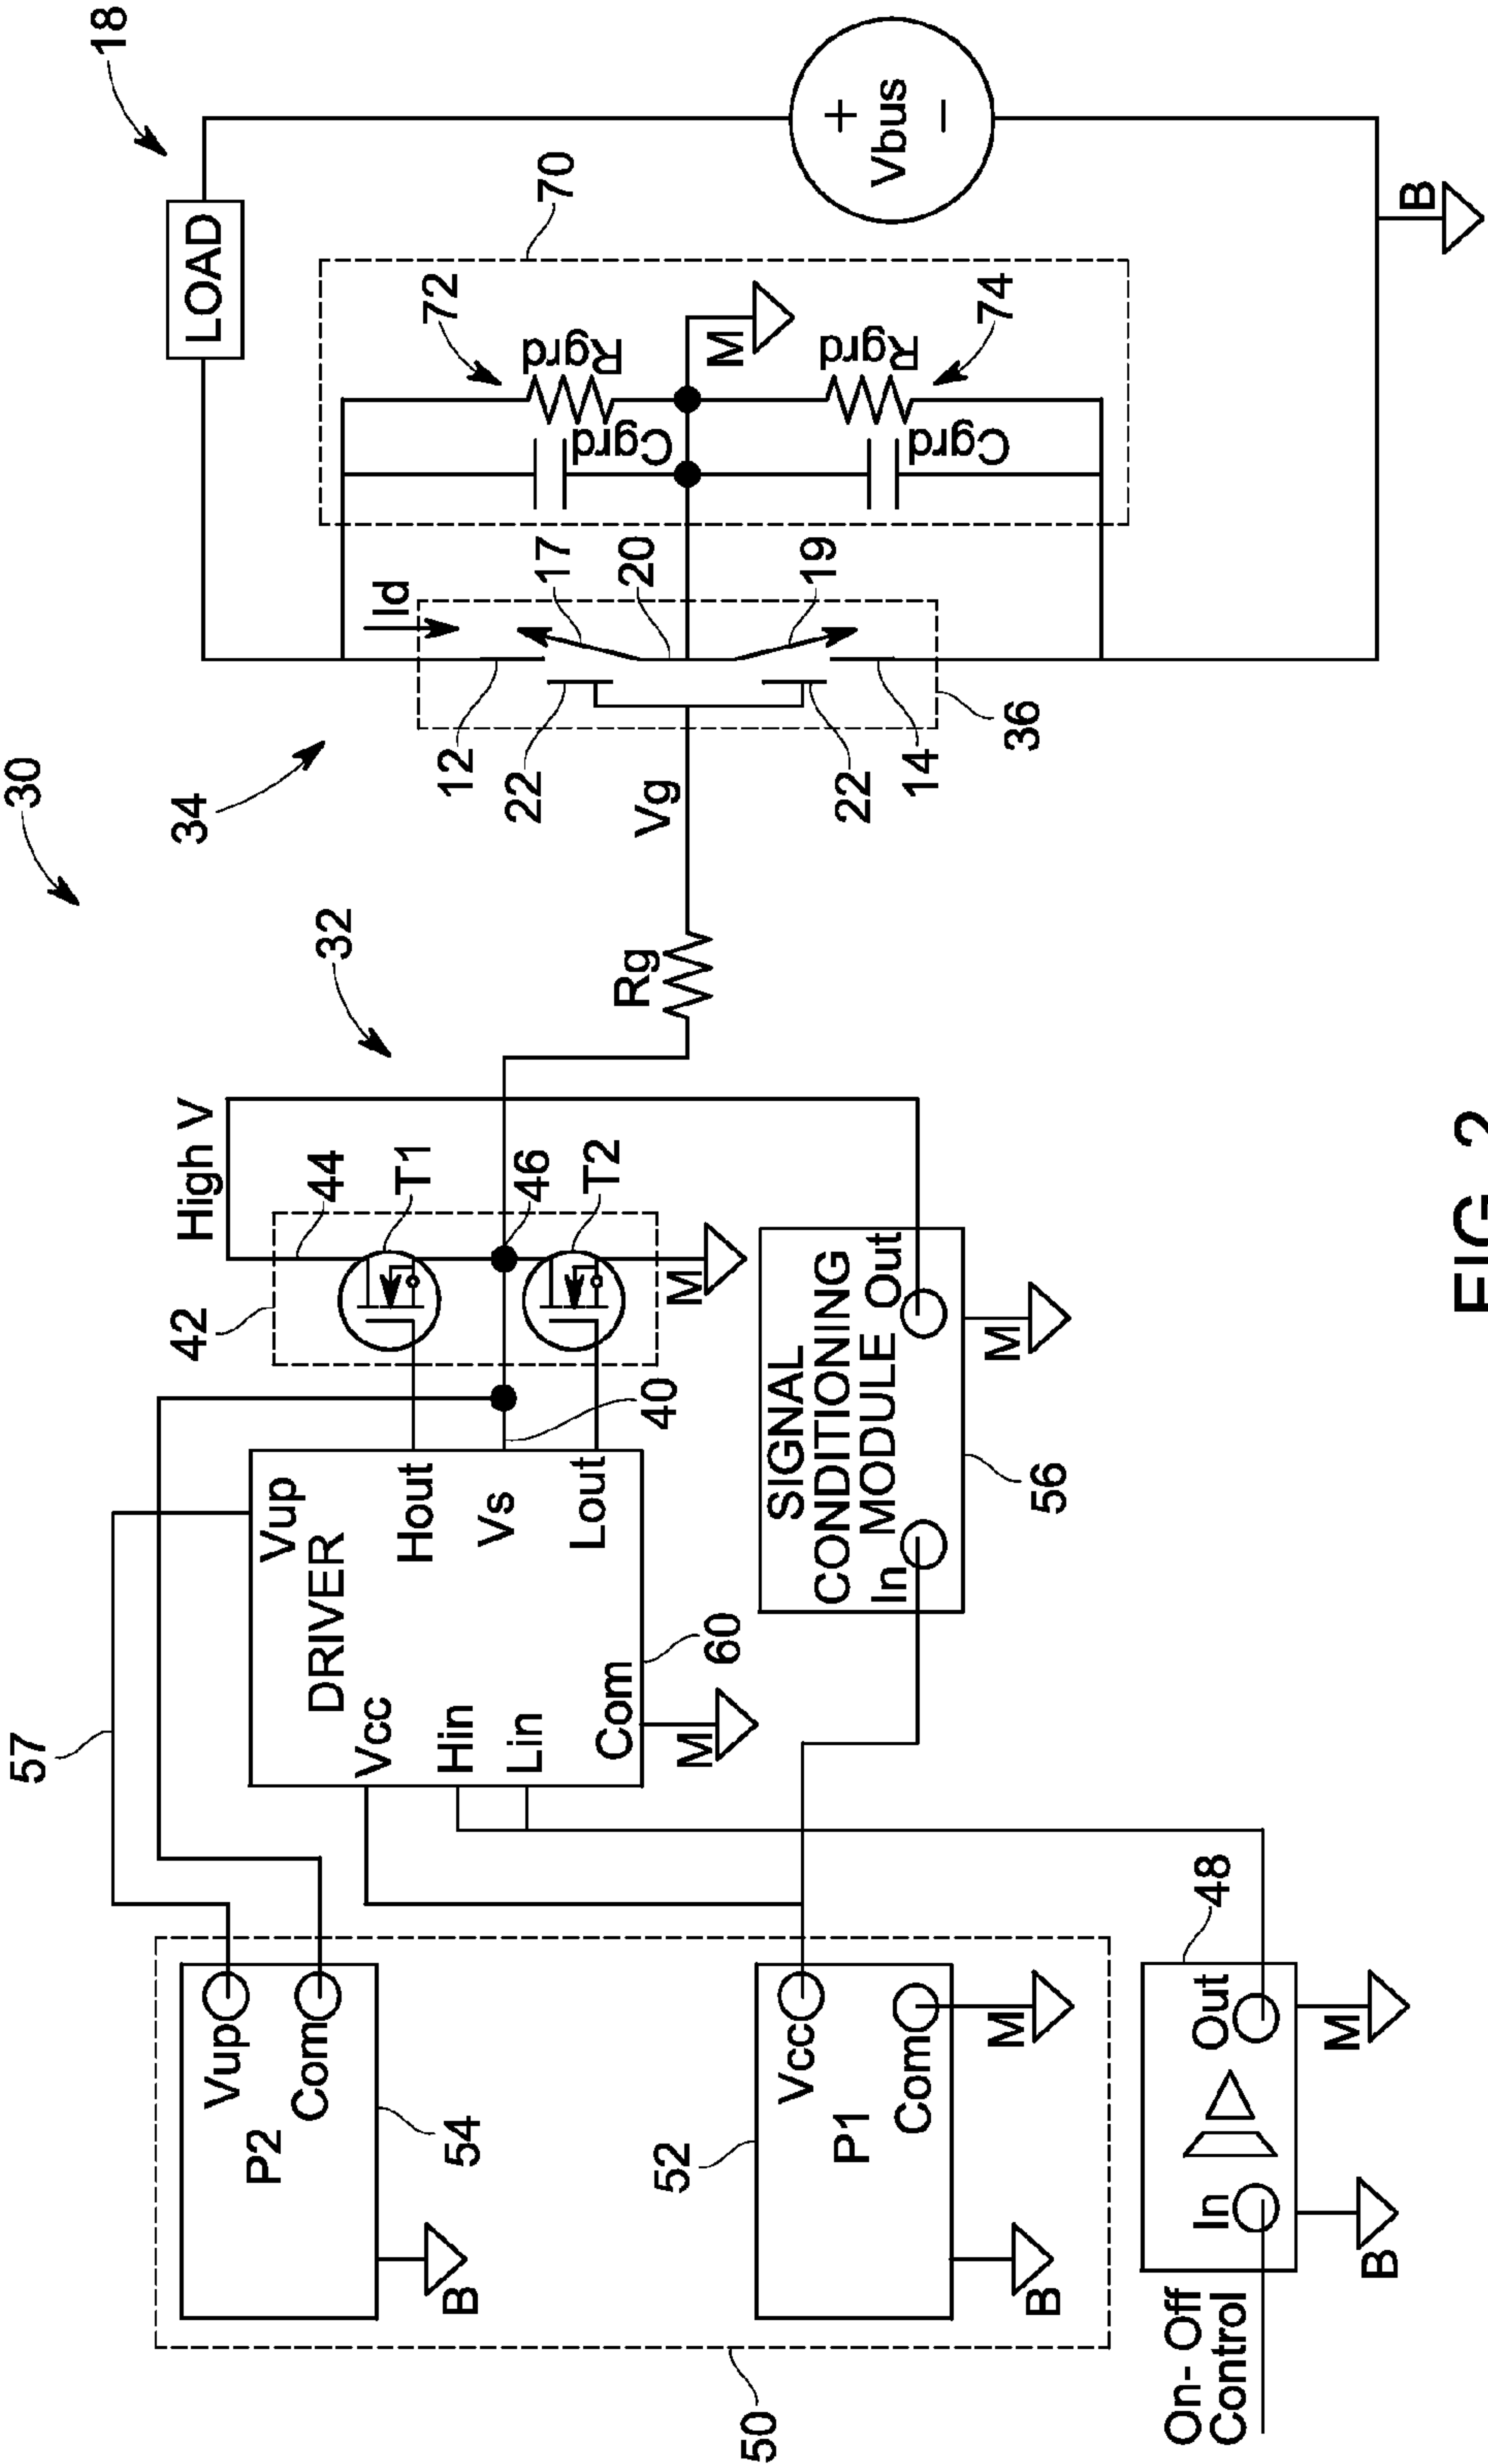 30
18
34
32
57
LOAD
70
72
Rgrd
Cgrd
M
Rgrd
Cgrd
74
+
Vbus
−
B
Id
17
20
19
12
22
22
14
36
Vg
Rg
High V
44
T1
46
T2
42
M
40
Vup
DRIVER
Hout
Vs
Lout
Vcc
Hin
Lin
Com
M
60
SIGNAL
CONDITIONING
MODULE
In
Out
M
56
Vup
Com
P2
B
54
52
Vcc
P1
Com
M
B
50
48
In
Out
M
B
On- Off
Control
FIG. 2